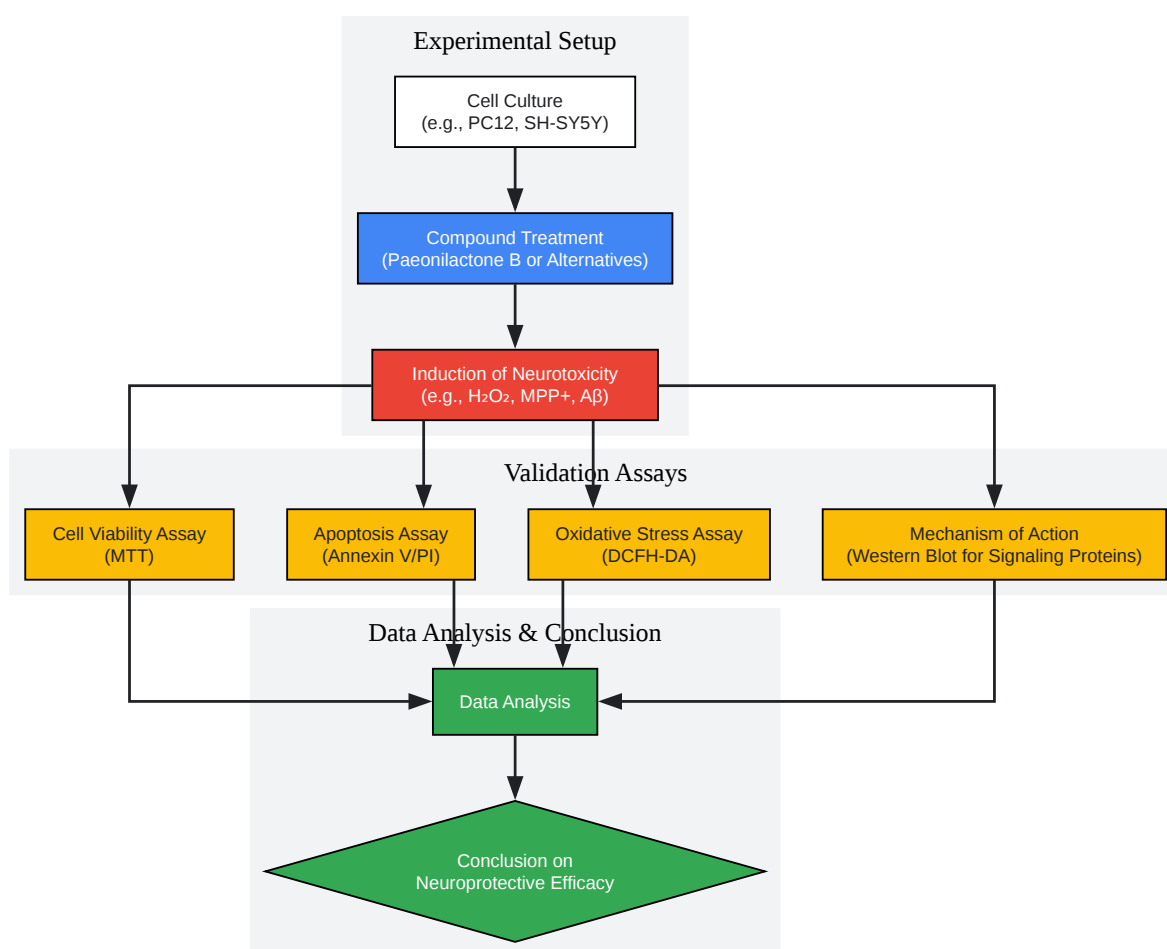 Experimental Setup
Cell Culture
(e.g., PC12, SH-SY5Y)
Compound Treatment
(Paeonilactone B or Alternatives)
Induction of Neurotoxicity
(e.g., H₂O₂, MPP+, Aβ)
Validation Assays
Cell Viability Assay
(MTT)
Apoptosis Assay
(Annexin V/PI)
Oxidative Stress Assay
(DCFH-DA)
Mechanism of Action
(Western Blot for Signaling Proteins)
Data Analysis & Conclusion
Data Analysis
Conclusion on
Neuroprotective Efficacy